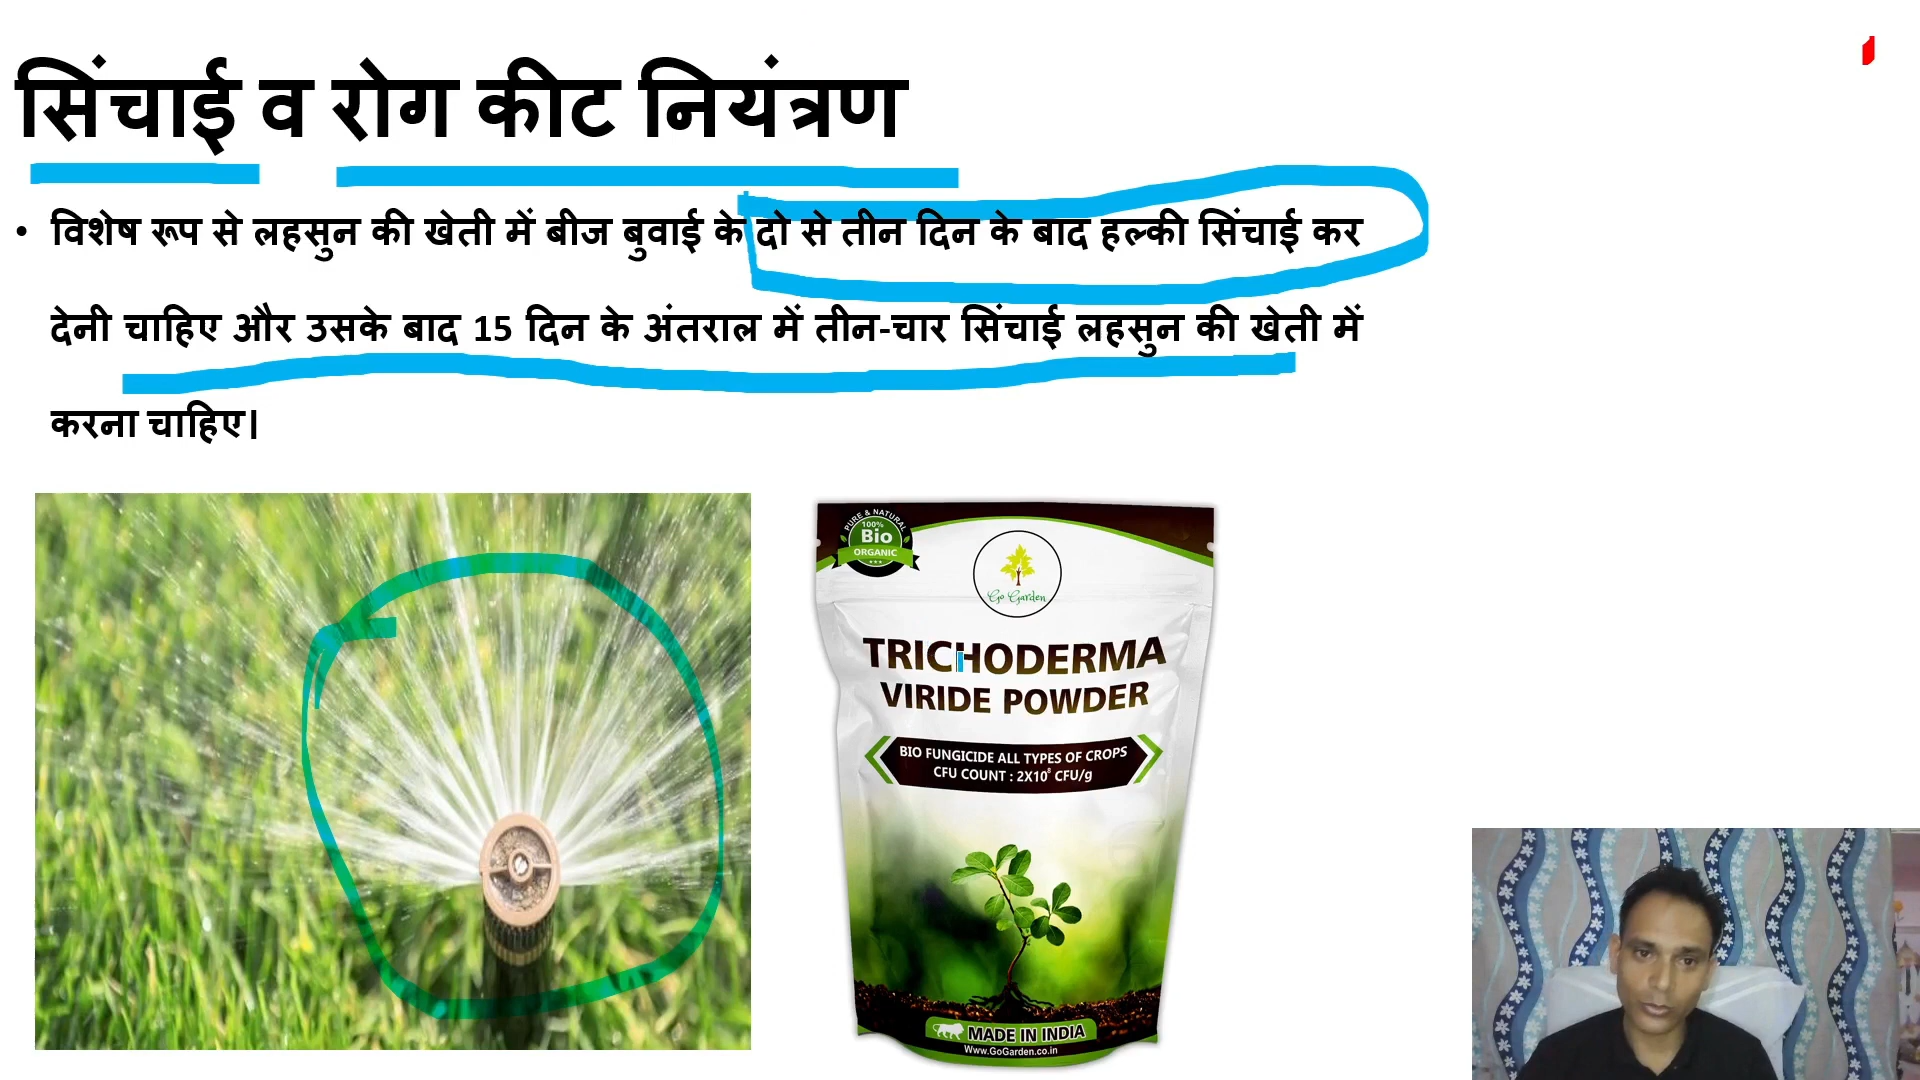 सिंचाई व रोग कीट नियंत्रण
• विशेष रूप से लहसुन की खेती में बीज बुवाई के दो से तीन दिन के बाद हल्की सिंचाई कर
देनी चाहिए और उसके बाद 15 दिन के अंतराल में तीन-चार सिंचाई लहसुन की खेती में
करना चाहिए।
PURE & NATURAL
100%
Bio
ORGANIC
Go Garden
TRICHODERMA
VIRIDE POWDER
BIO FUNGICIDE ALL TYPES OF CROPS
CFU COUNT : 2X10⁶ CFU/g
MADE IN INDIA
Www.GoGarden.co.in